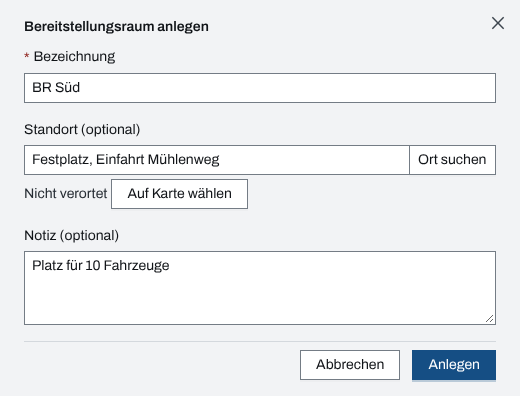 Bereitstellungsraum anlegen
* Bezeichnung
BR Süd
Standort (optional)
Festplatz, Einfahrt Mühlenweg
Ort suchen
Nicht verortet
Auf Karte wählen
Notiz (optional)
Platz für 10 Fahrzeuge
Abbrechen
Anlegen